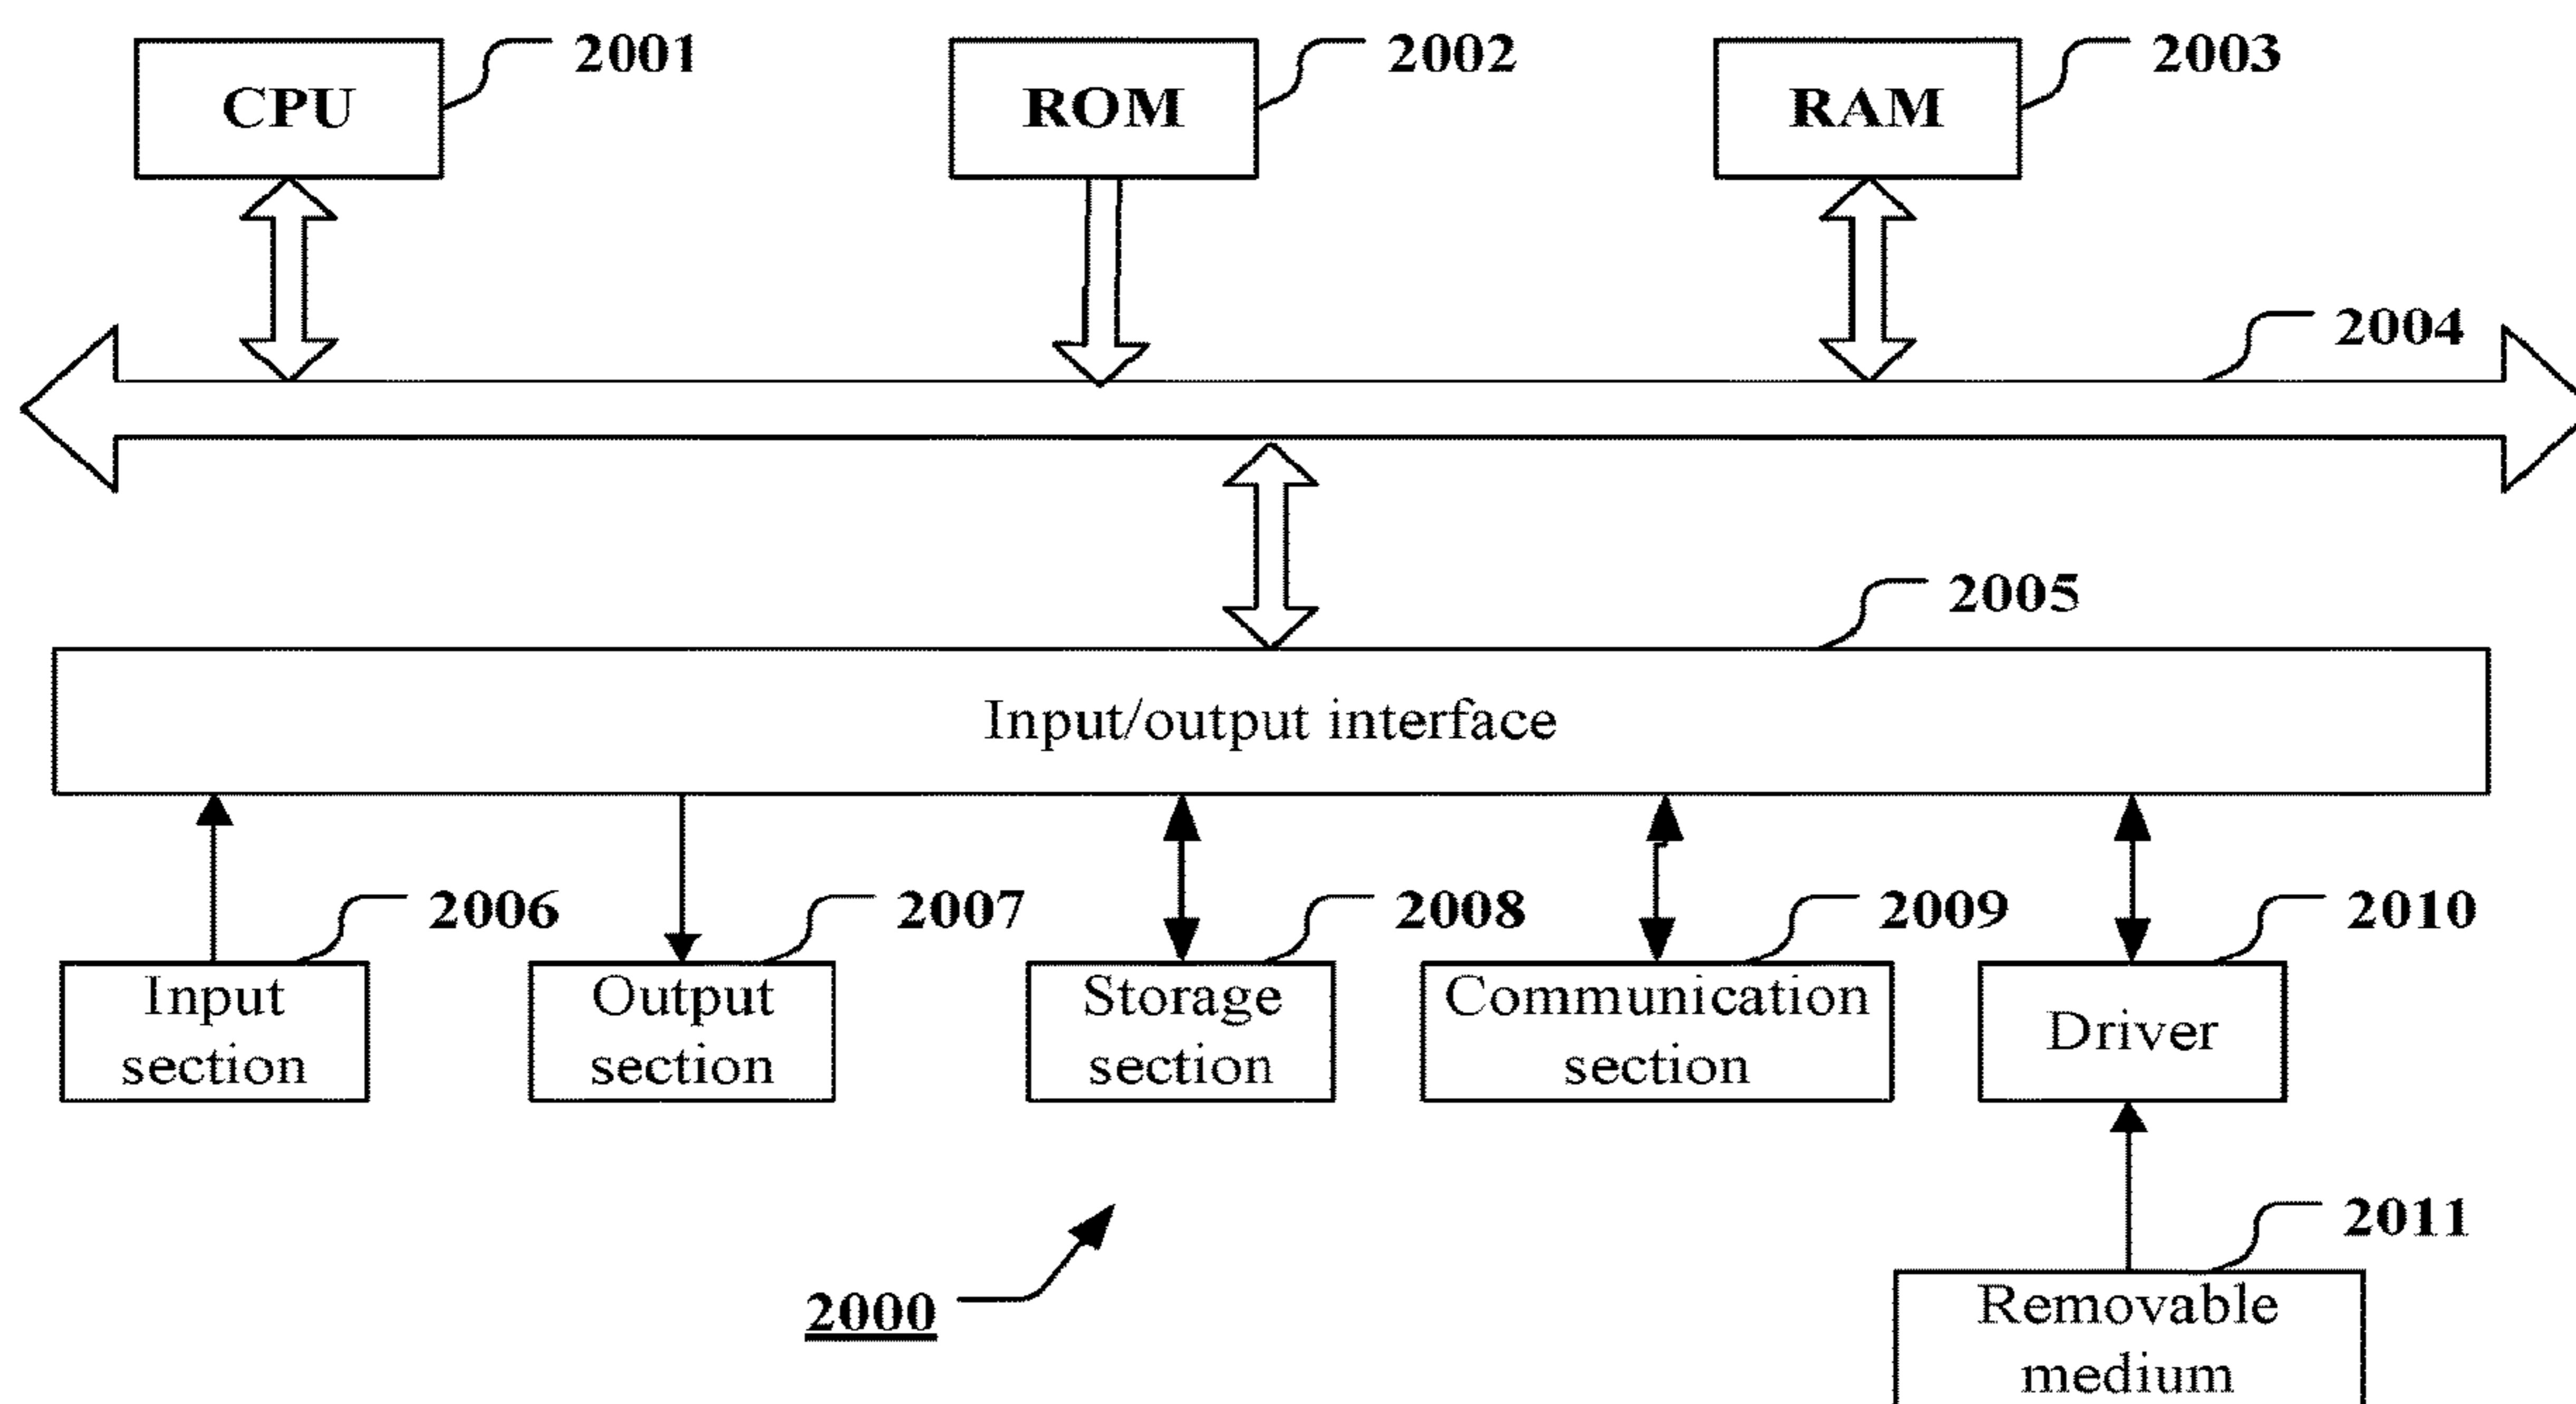 CPU
2001
ROM
2002
RAM
2003
2004
2005
Input/output interface
2006
2007
2008
2009
2010
Input
section
Output
section
Storage
section
Communication
section
Driver
2011
2000
Removable
medium